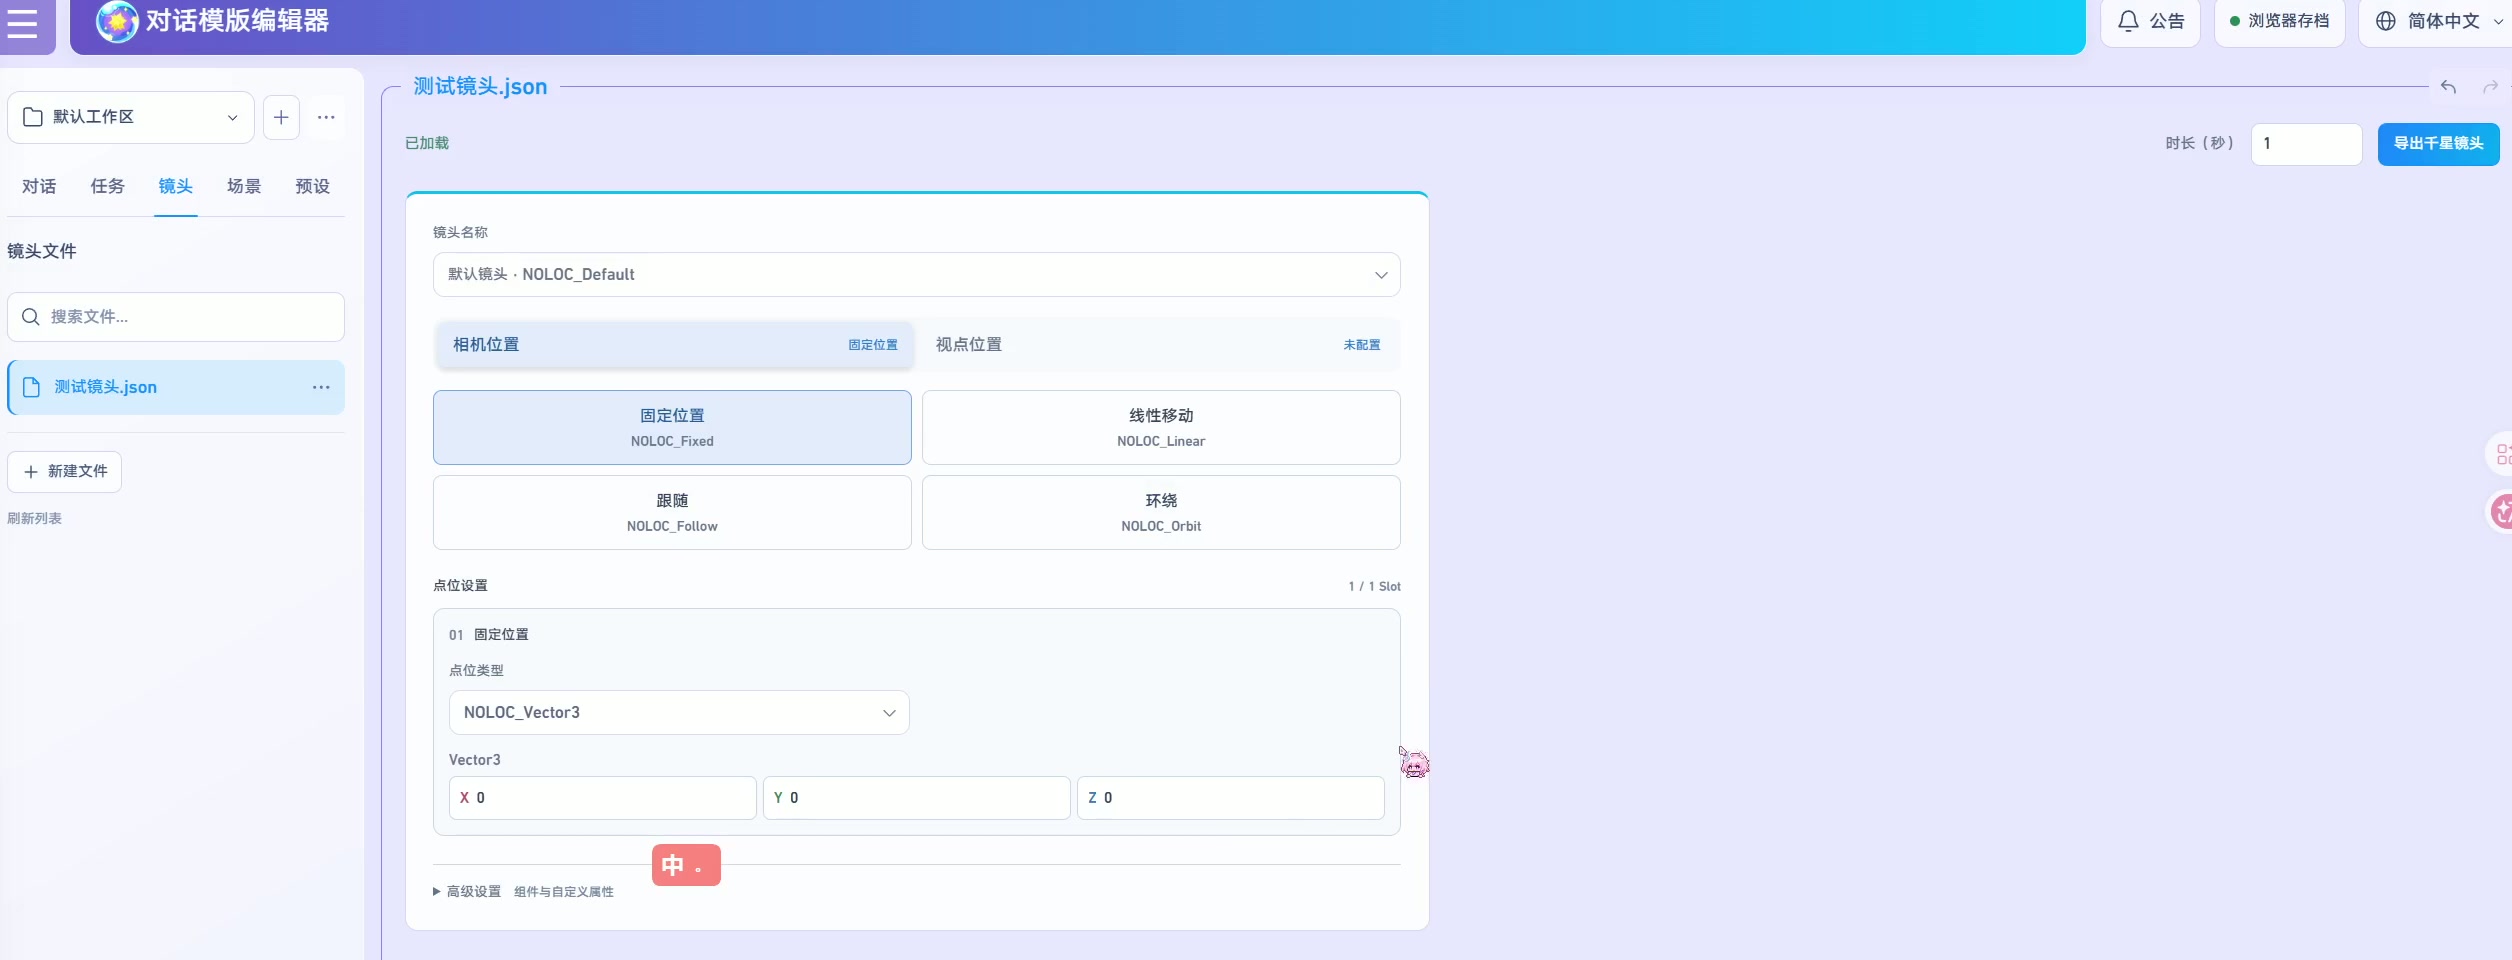 对话模版编辑器
公告
浏览器存档
简体中文
默认工作区
测试镜头.json
已加载
时长（秒）
1
导出千星镜头
对话 任务 镜头 场景 预设
镜头文件
搜索文件...
测试镜头.json
新建文件
刷新列表
镜头名称
默认镜头 · NOLOC_Default
相机位置 固定位置 视点位置 未配置
固定位置
NOLOC_Fixed
线性移动
NOLOC_Linear
跟随
NOLOC_Follow
环绕
NOLOC_Orbit
点位设置 1 / 1 Slot
01 固定位置
点位类型
NOLOC_Vector3
Vector3
X 0 Y 0 Z 0
中 。
高级设置 组件与自定义属性